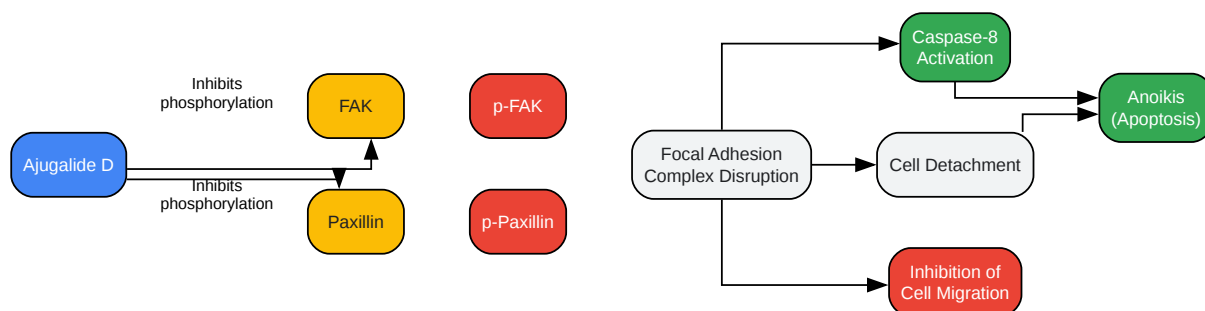 Ajugalide D
Inhibits
phosphorylation
Inhibits
phosphorylation
FAK
Paxillin
p-FAK
p-Paxillin
Focal Adhesion
Complex Disruption
Caspase-8
Activation
Cell Detachment
Inhibition of
Cell Migration
Anoikis
(Apoptosis)